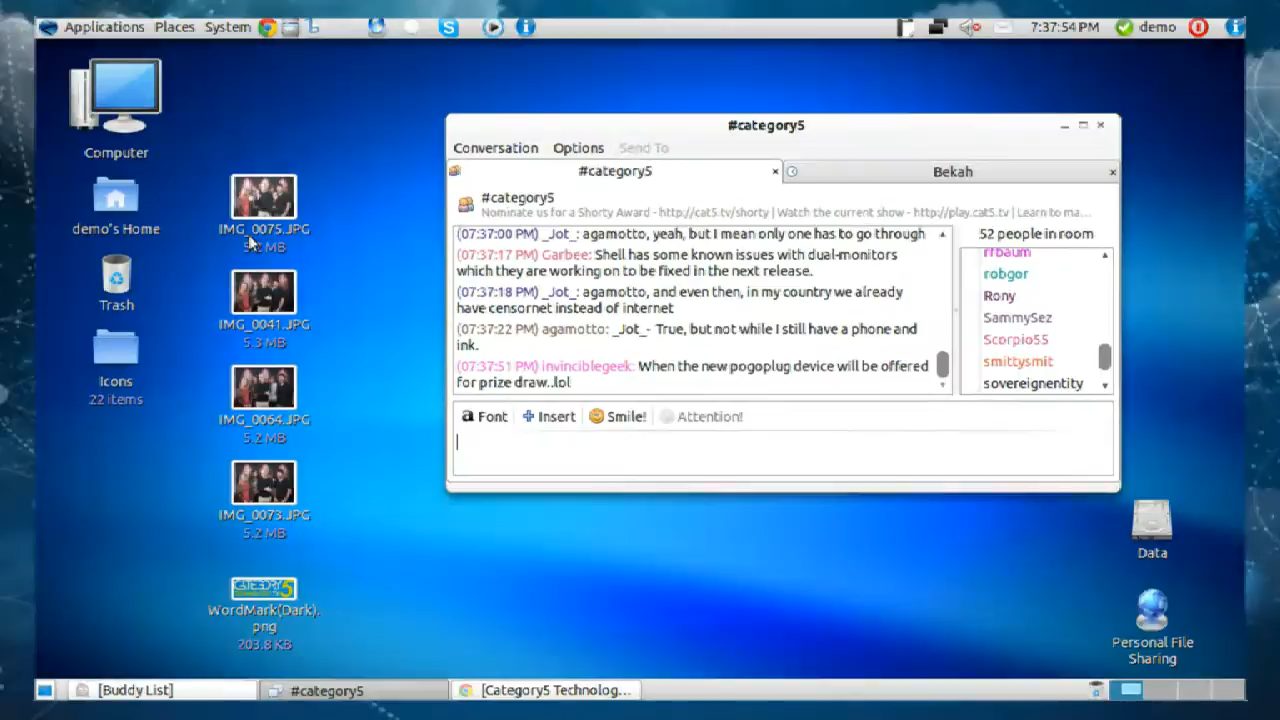 Applications Places System
7:37:54 PM demo
Computer
demo's Home
Trash
Icons
22 items
IMG_0075.JPG
5.2 MB
IMG_0041.JPG
5.3 MB
IMG_0064.JPG
5.2 MB
IMG_0073.JPG
5.2 MB
CATEGORY 5
WordMark(Dark).
png
203.8 KB
#category5
Conversation Options Send To
#category5 Bekah
#category5
Nominate us for a Shorty Award - http://cat5.tv/shorty | Watch the current show - http://play.cat5.tv | Learn to ma...
(07:37:00 PM) _Jot_: agamotto, yeah, but I mean only one has to go through
(07:37:17 PM) Garbee: Shell has some known issues with dual-monitors
which they are working on to be fixed in the next release.
(07:37:18 PM) _Jot_: agamotto, and even then, in my country we already
have censornet instead of internet
(07:37:22 PM) agamotto: _Jot_- True, but not while I still have a phone and
ink.
(07:37:51 PM) invinciblegeek: When the new pogoplug device will be offered
for prize draw..lol
52 people in room
rfbaum
robgor
Rony
SammySez
Scorpio55
smittysmit
sovereignentity
Font Insert Smile! Attention!
Data
Personal File
Sharing
[Buddy List] #category5 [Category5 Technolog...